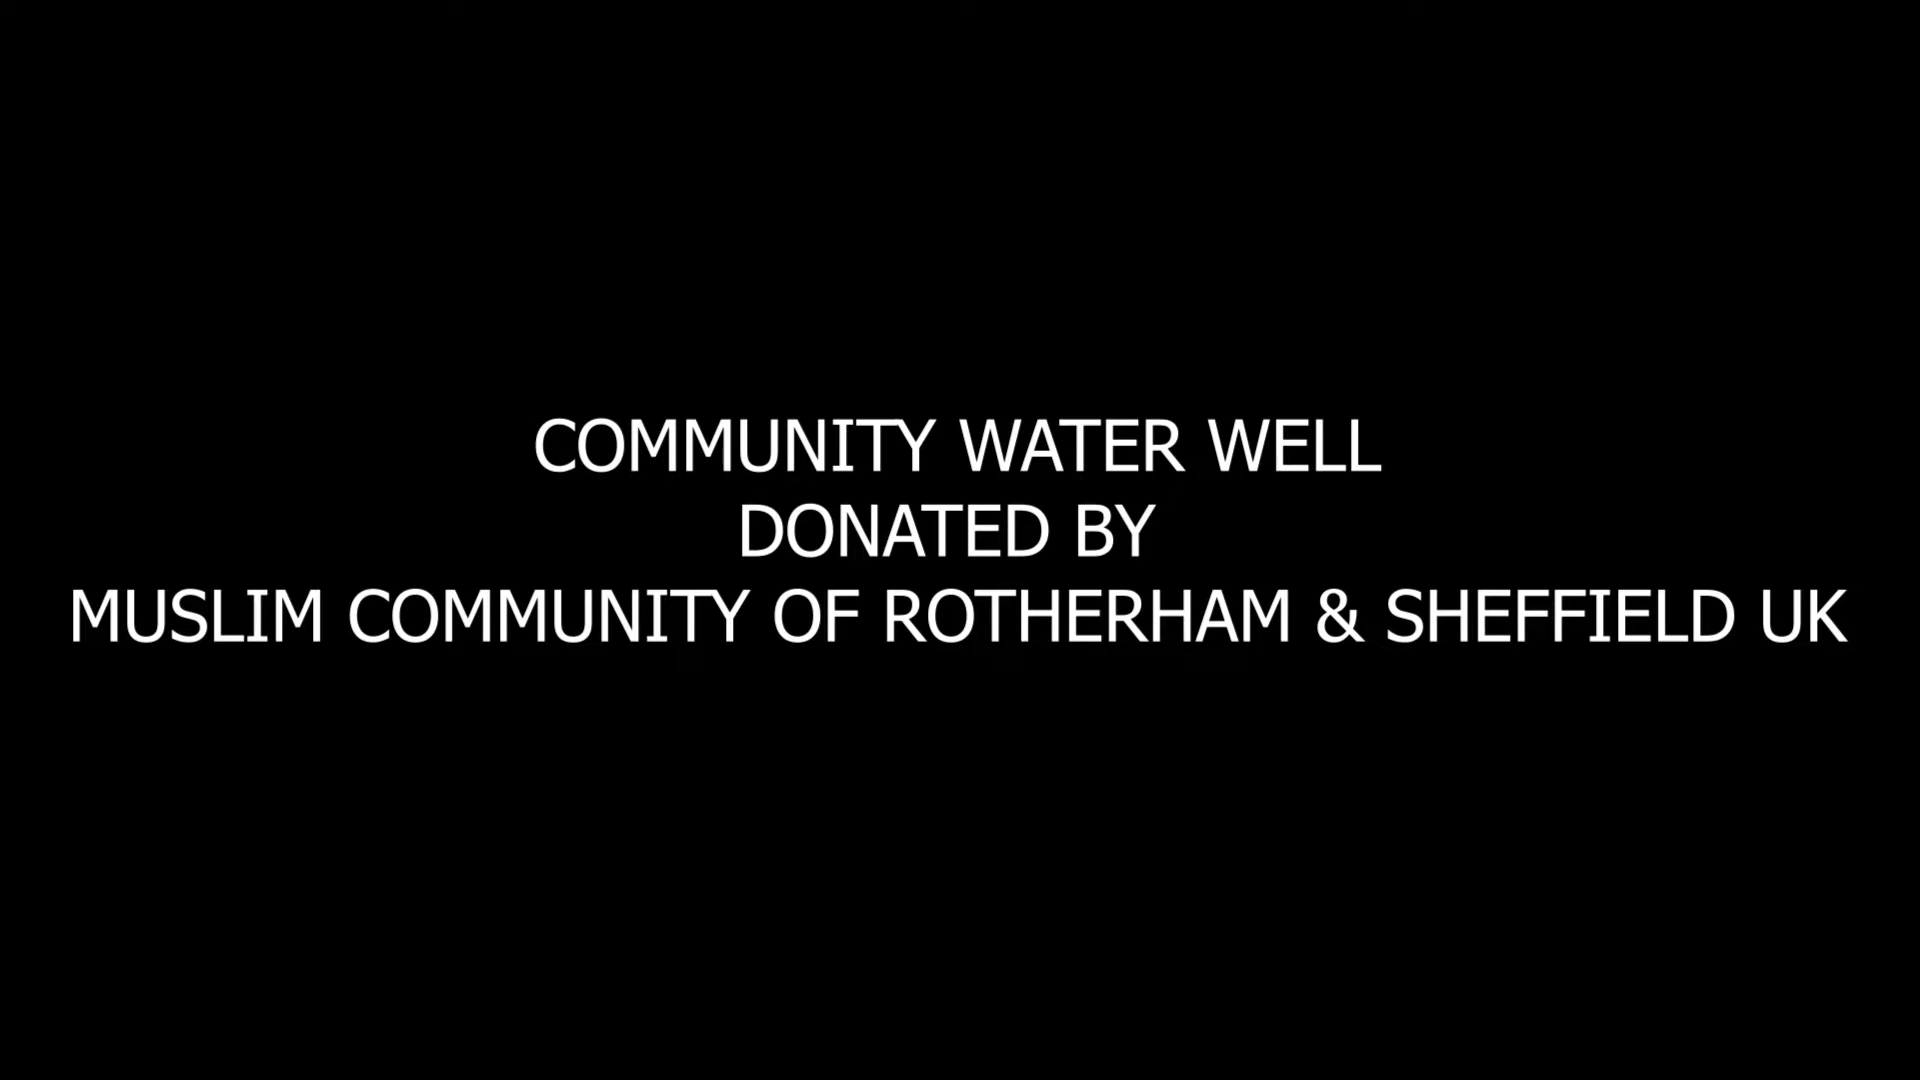 COMMUNITY WATER WELL
DONATED BY
MUSLIM COMMUNITY OF ROTHERHAM & SHEFFIELD UK